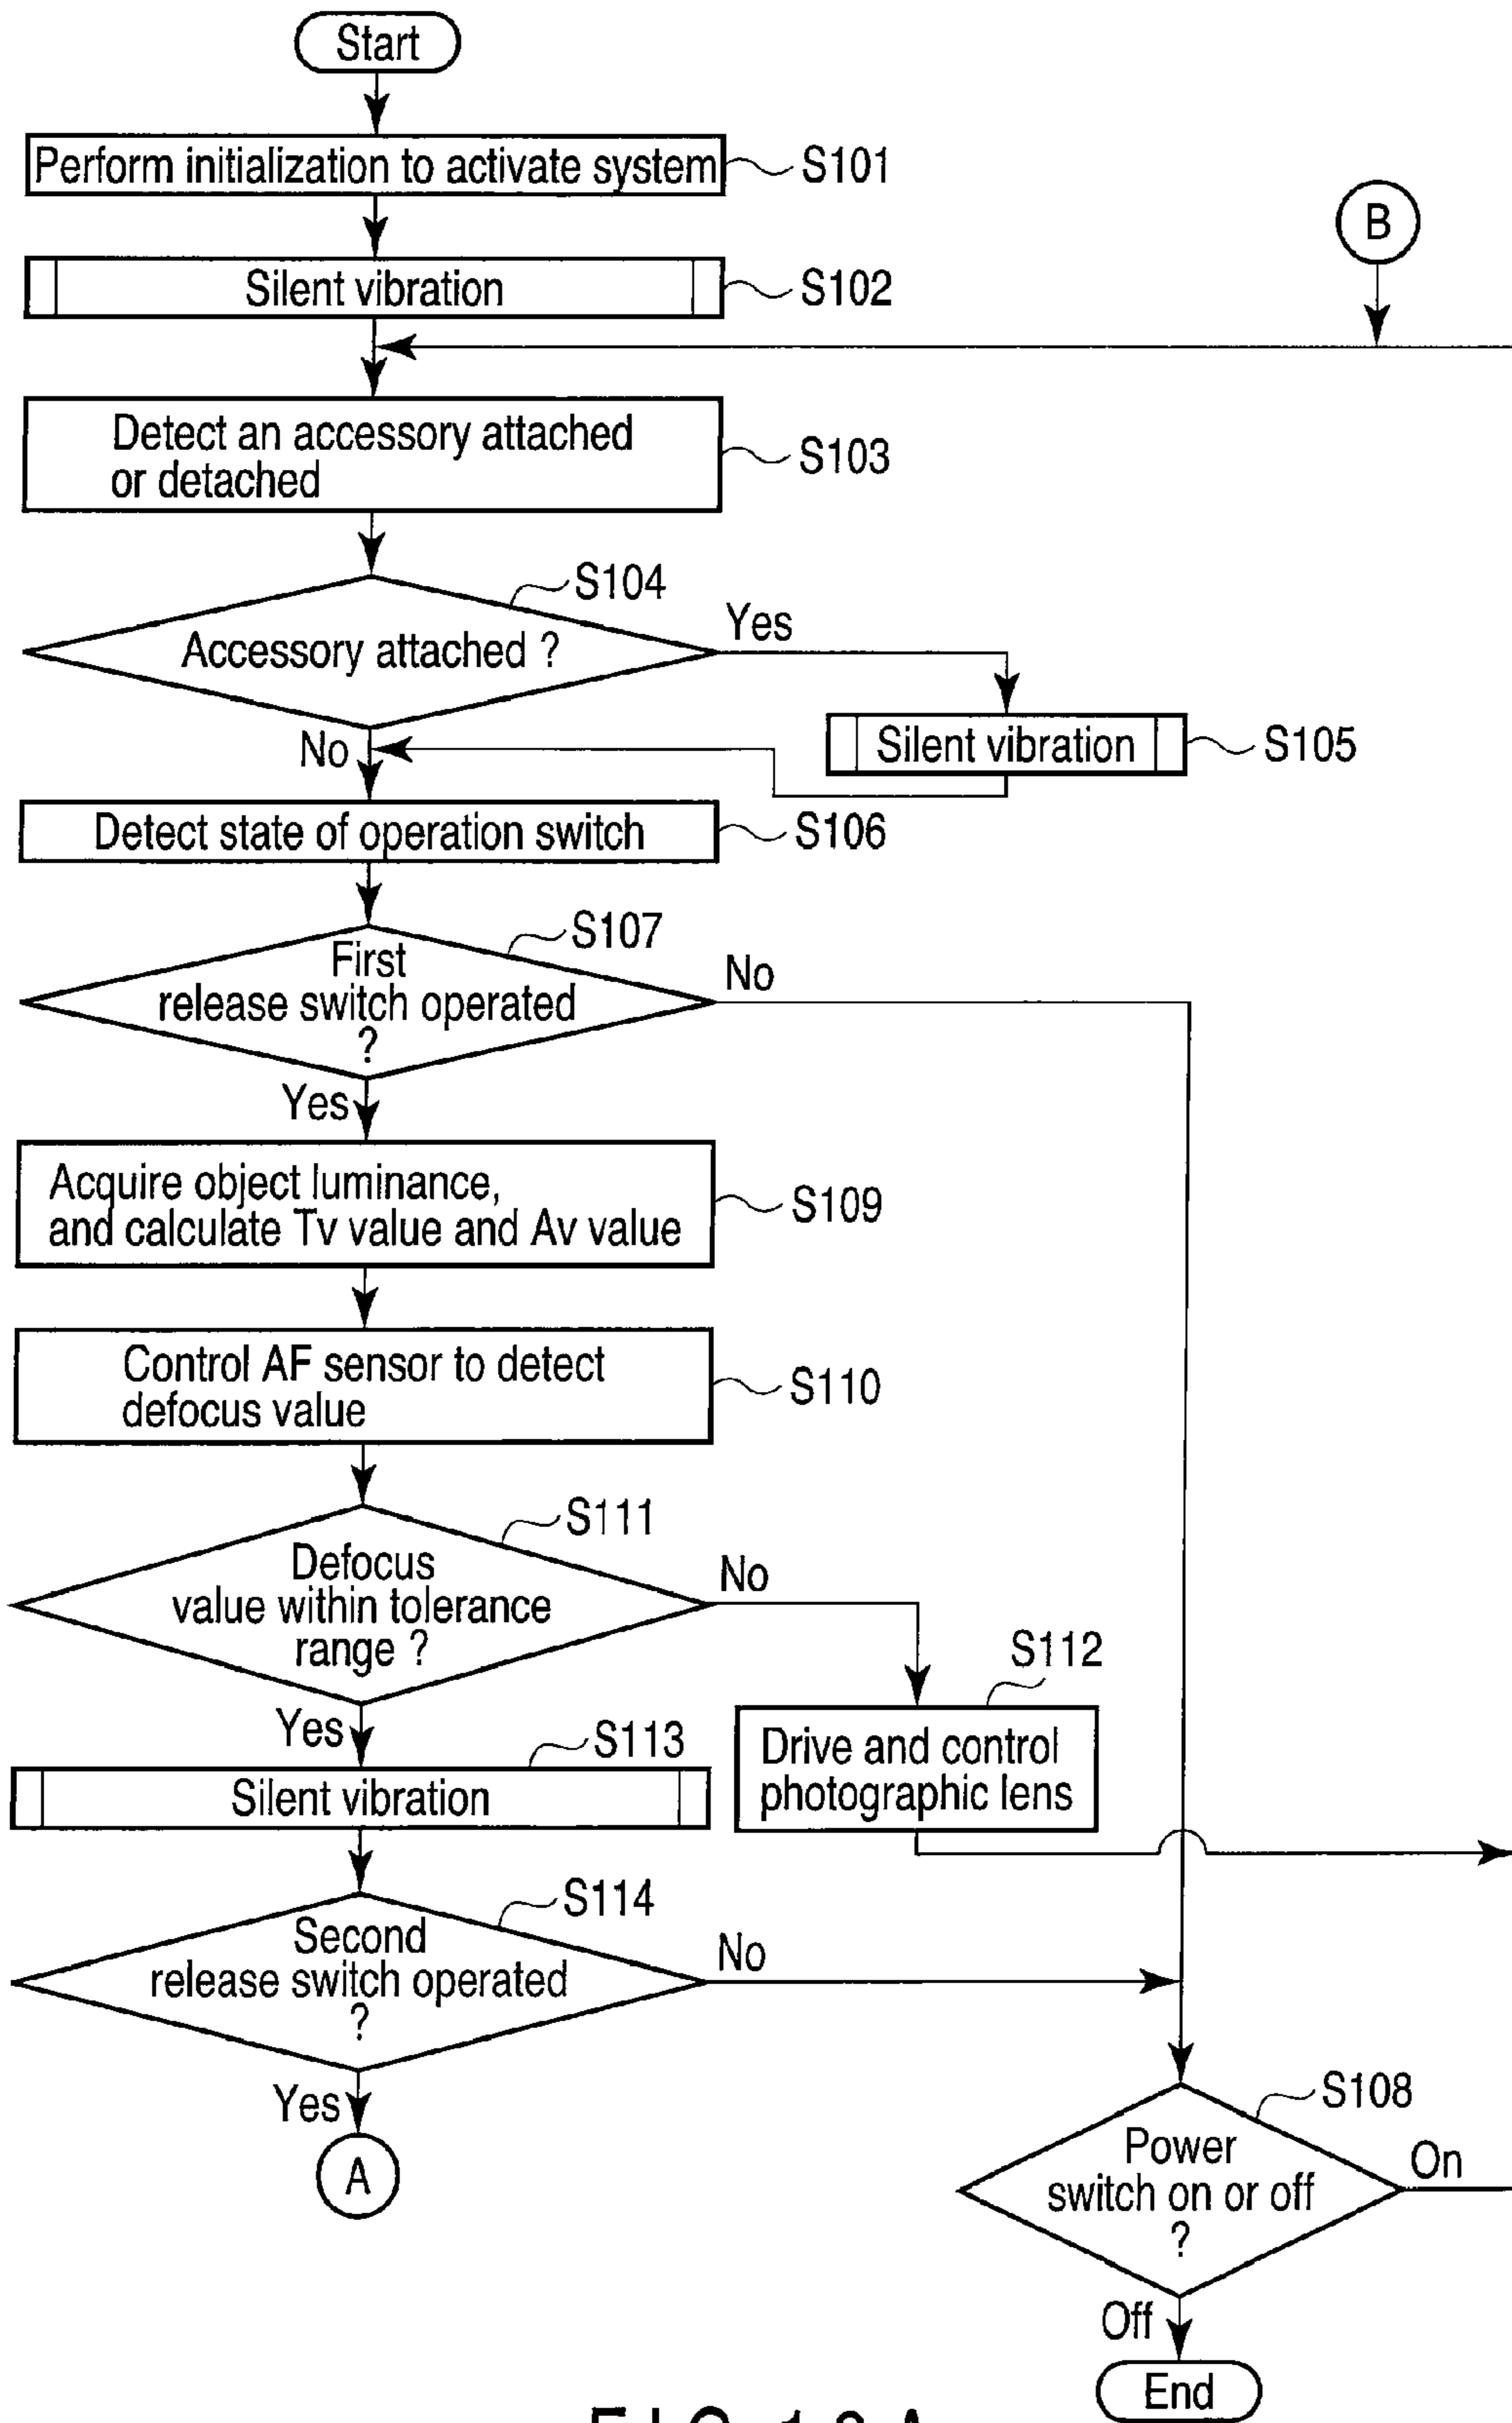 Start
Perform initialization to activate system
S101
B
Silent vibration
S102
Detect an accessory attached
or detached
S103
S104
Accessory attached ?
Yes
No
Silent vibration
S105
Detect state of operation switch
S106
S107
First
release switch operated
?
No
Yes
Acquire object luminance,
and calculate Tv value and Av value
S109
Control AF sensor to detect
defocus value
S110
S111
Defocus
value within tolerance
range ?
No
S112
Yes
S113
Drive and control
photographic lens
Silent vibration
S114
Second
release switch operated
?
No
Yes
S108
A
Power
switch on or off
?
On
Off
End